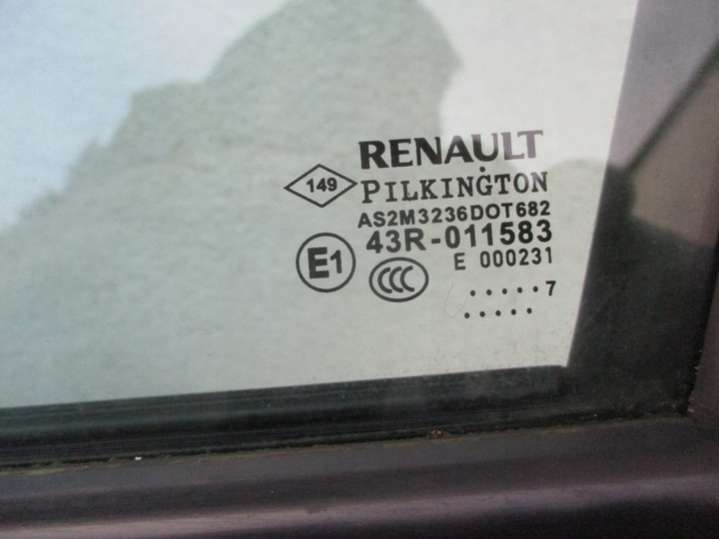 RENAULT
149
PILKINGTON
AS2M3236DOT682
E1
43R-011583
CCC
E 000231
.....7
.....